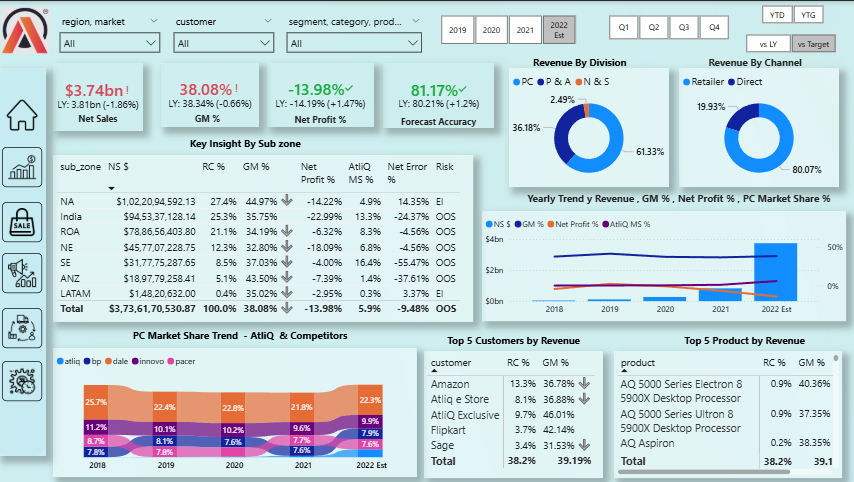 region, market
customer
segment, category, prod...
All
All
All
2019
2020
2021
2022 Est
Q1
Q2
Q3
Q4
YTD
YTG
vs LY
vs Target
$3.74bn!
LY: 3.81bn (-1.86%)
Net Sales
38.08%!
LY: 38.34% (-0.66%)
GM %
-13.98%✓
LY: -14.19% (+1.47%)
Net Profit %
81.17%✓
LY: 80.21% (+1.2%)
Forecast Accuracy
Revenue By Division
PC P & A N & S
2.49%
36.18%
61.33%
Revenue By Channel
Retailer Direct
19.93%
80.07%
Key Insight By Sub zone
sub_zone NS $ RC % GM % Net Profit % AtliQ MS % Net Error % Risk
NA $1,02,20,94,592.13 27.4% 44.97% -14.22% 4.9% 14.35% EI
India $94,53,37,128.14 25.3% 35.75% -22.99% 13.3% -24.37% OOS
ROA $78,86,56,403.80 21.1% 34.19% -6.32% 8.3% -4.56% OOS
NE $45,77,07,228.75 12.3% 32.80% -18.09% 6.8% -4.56% OOS
SE $31,77,75,287.65 8.5% 37.03% -4.00% 16.4% -55.47% OOS
ANZ $18,97,79,258.41 5.1% 43.50% -7.39% 1.4% -37.61% OOS
LATAM $1,48,20,632.00 0.4% 35.02% -2.95% 0.3% 3.37% EI
Total $3,73,61,70,530.87 100.0% 38.08% -13.98% 5.9% -9.48% OOS
Yearly Trend y Revenue , GM % , Net Profit % , PC Market Share %
NS $ GM % Net Profit % AtliQ MS %
$4bn
$2bn
$0bn
50%
0%
2018 2019 2020 2021 2022 Est
PC Market Share Trend - AtliQ & Competitors
atliq bp dale innovo pacer
25.7% 22.4% 22.8% 21.8% 22.3%
11.2% 10.1% 10.2% 9.6% 9.9%
8.7% 8.1% 7.6% 7.7% 7.9%
7.8% 7.8% 7.6% 7.6%
2018 2019 2020 2021 2022 Est
Top 5 Customers by Revenue
customer RC % GM %
Amazon 13.3% 36.78%
Atliq e Store 8.1% 36.88%
AtliQ Exclusive 9.7% 46.01%
Flipkart 3.7% 42.14%
Sage 3.4% 31.53%
Total 38.2% 39.19%
Top 5 Product by Revenue
product RC % GM %
AQ 5000 Series Electron 8 0.9% 40.36%
5900X Desktop Processor
AQ 5000 Series Ultron 8 0.9% 37.35%
5900X Desktop Processor
AQ Aspiron 0.2% 38.35%
Total 38.2% 39.1